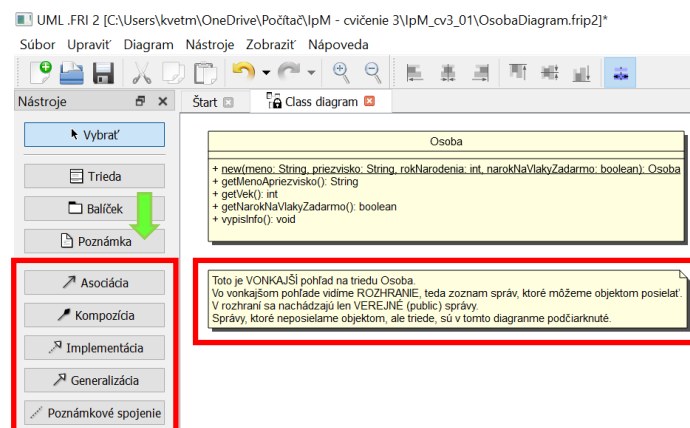 UML .FRI 2 [C:\Users\kvetm\OneDrive\Počítač\IpM - cvičenie 3\IpM_cv3_01\OsobaDiagram.frip2]*
Súbor Upraviť Diagram Nástroje Zobraziť Nápoveda
Nástroje
Štart
Class diagram
Vybrať
Trieda
Balíček
Poznámka
Asociácia
Kompozícia
Implementácia
Generalizácia
Poznámkové spojenie
Osoba
+ new(meno: String, priezvisko: String, rokNarodenia: int, narokNaVlakyZadarmo: boolean): Osoba
+ getMenoApriezvisko(): String
+ getVek(): int
+ getNarokNaVlakyZadarmo(): boolean
+ vypisInfo(): void
Toto je VONKAJŠÍ pohľad na triedu Osoba.
Vo vonkajšom pohľade vidíme ROZHRANIE, teda zoznam správ, ktoré môžeme objektom posielať.
V rozhraní sa nachádzajú len VEREJNÉ (public) správy.
Správy, ktoré neposielame objektom, ale triede, sú v tomto diagramne podčiarknuté.